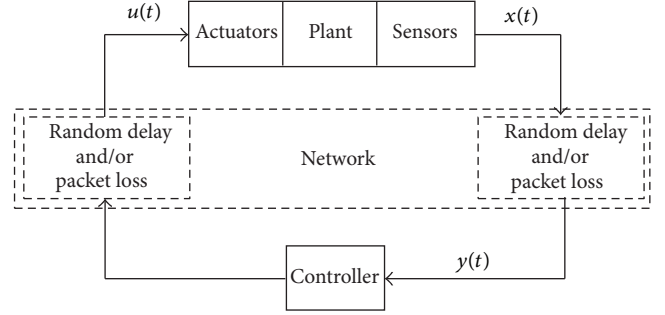 u(t)
Actuators
Plant
Sensors
x(t)
Random delay
and/or
packet loss
Network
Random delay
and/or
packet loss
Controller
y(t)